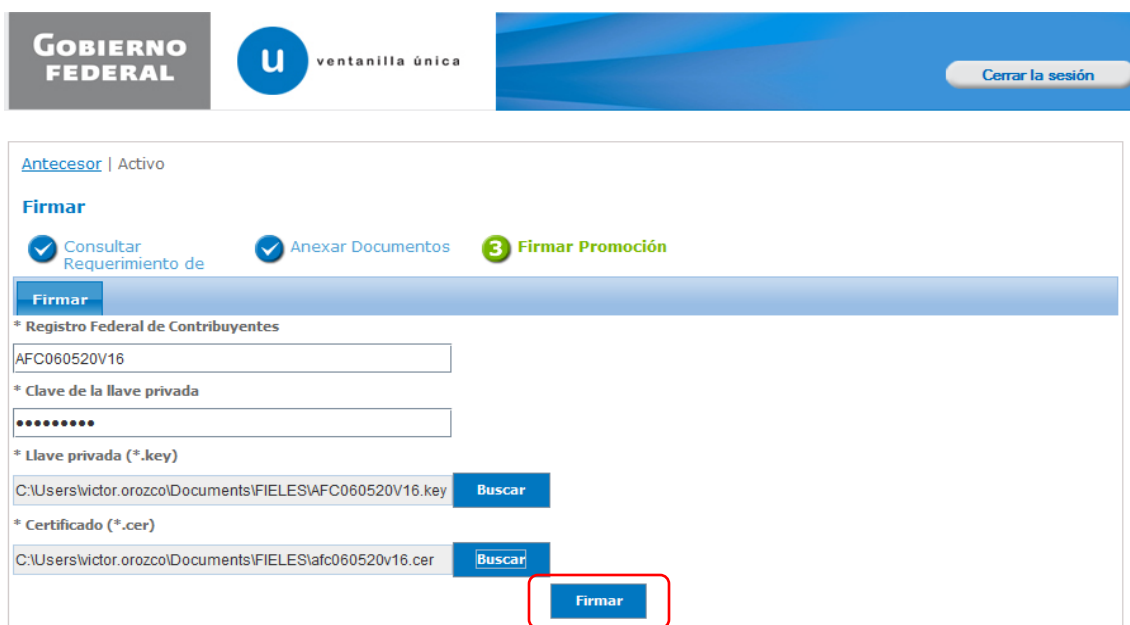 GOBIERNO
FEDERAL
u ventanilla única
Cerrar la sesión
Antecesor | Activo
Firmar
Consultar
Requerimiento de
Anexar Documentos
3 Firmar Promoción
Firmar
* Registro Federal de Contribuyentes
AFC060520V16
* Clave de la llave privada
•••••••••
* Llave privada (*.key)
C:\Users\victor.orozco\Documents\FIELES\AFC060520V16.key Buscar
* Certificado (*.cer)
C:\Users\victor.orozco\Documents\FIELES\afc060520v16.cer Buscar
Firmar